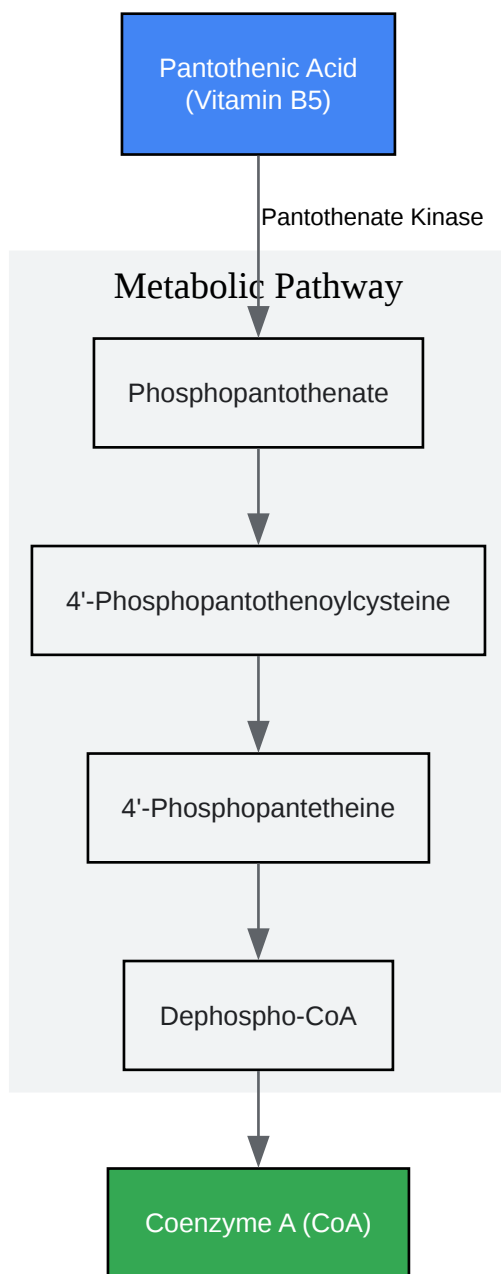 Pantothenic Acid
(Vitamin B5)
Pantothenate Kinase
Metabolic Pathway
Phosphopantothenate
4'-Phosphopantothenoylcysteine
4'-Phosphopantetheine
Dephospho-CoA
Coenzyme A (CoA)